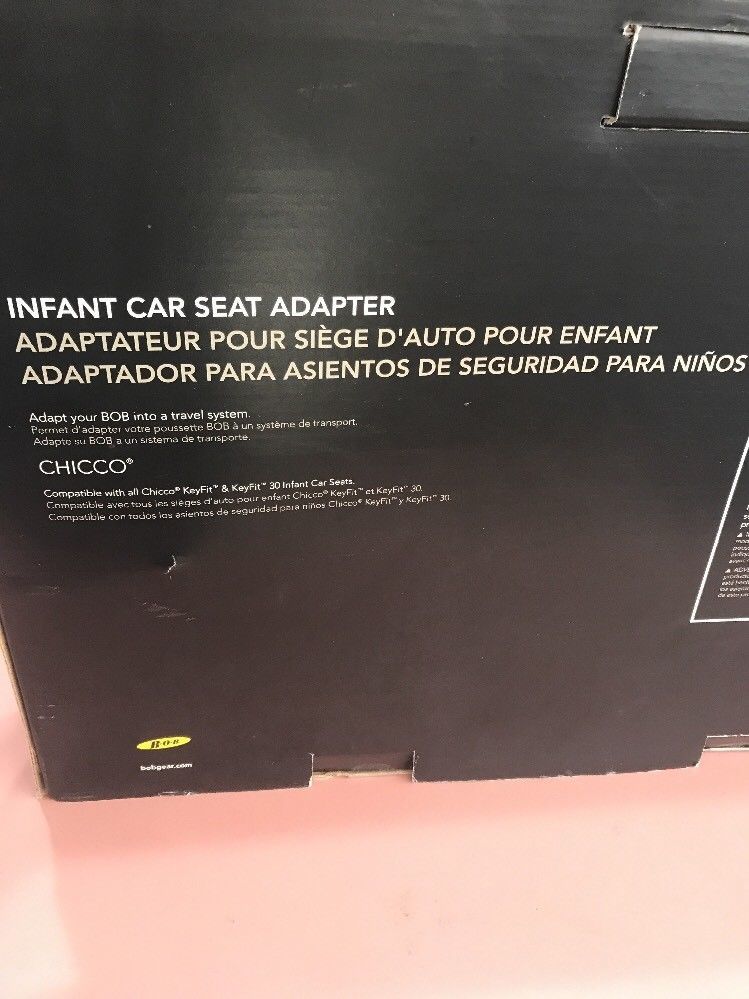 INFANT CAR SEAT ADAPTER
ADAPTATEUR POUR SIÈGE D'AUTO POUR ENFANT
ADAPTADOR PARA ASIENTOS DE SEGURIDAD PARA NIÑOS
Adapt your BOB into a travel system.
Permet d'adapter votre poussette BOB à un système de transport.
Adapte su BOB a un sistema de transporte.
CHICCO®
Compatible with all Chicco® KeyFit™ & KeyFit™ 30 Infant Car Seats.
Compatible avec tous les sièges d'auto pour enfant Chicco® KeyFit™ et KeyFit™ 30.
Compatible con todos los asientos de seguridad para niños Chicco® KeyFit™ y KeyFit™ 30.
B·O·B
bobgear.com